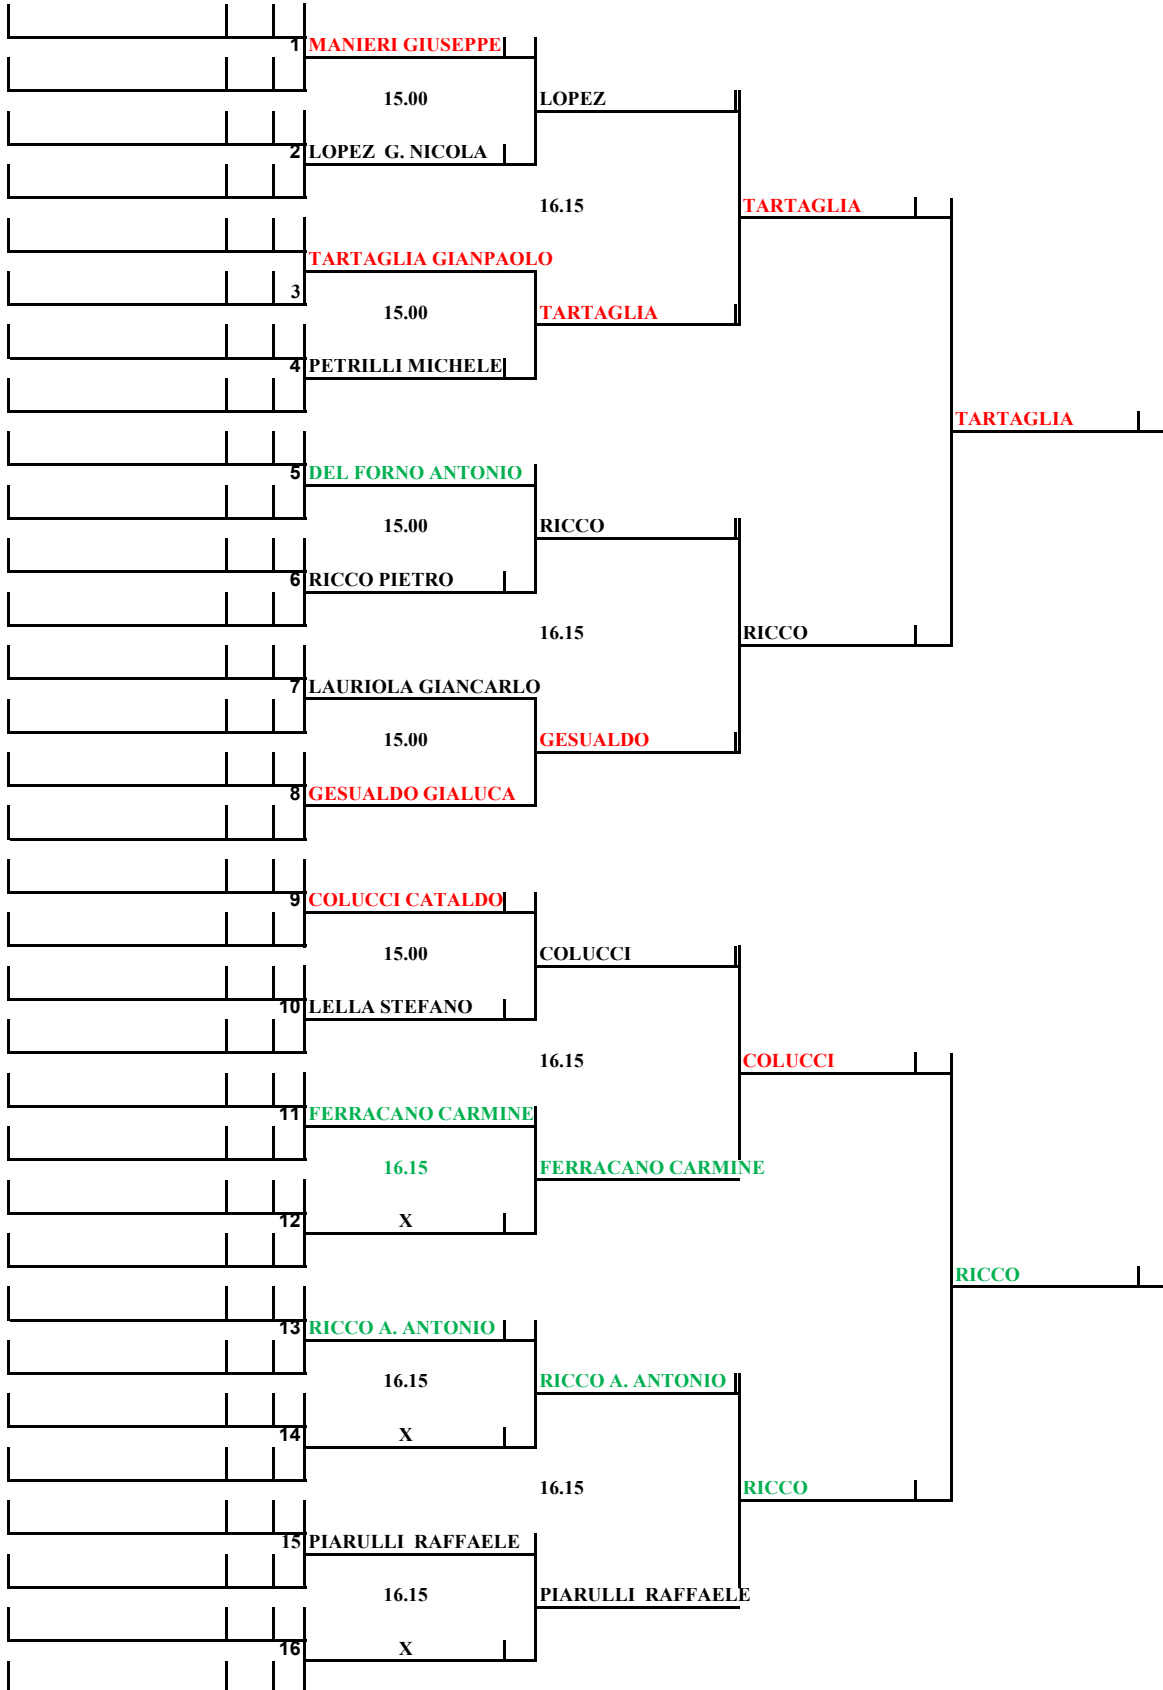 1 MANIERI GIUSEPPE
15.00 LOPEZ
2 LOPEZ G. NICOLA
16.15 TARTAGLIA
TARTAGLIA GIANPAOLO
3
15.00 TARTAGLIA
4 PETRILLI MICHELE
TARTAGLIA
5 DEL FORNO ANTONIO
15.00 RICCO
6 RICCO PIETRO
16.15 RICCO
7 LAURIOLA GIANCARLO
15.00 GESUALDO
8 GESUALDO GIALUCA
9 COLUCCI CATALDO
15.00 COLUCCI
10 LELLA STEFANO
16.15 COLUCCI
11 FERRACANO CARMINE
16.15 FERRACANO CARMINE
12 X
RICCO
13 RICCO A. ANTONIO
16.15 RICCO A. ANTONIO
14 X
16.15 RICCO
15 PIARULLI RAFFAELE
16.15 PIARULLI RAFFAELE
16 X